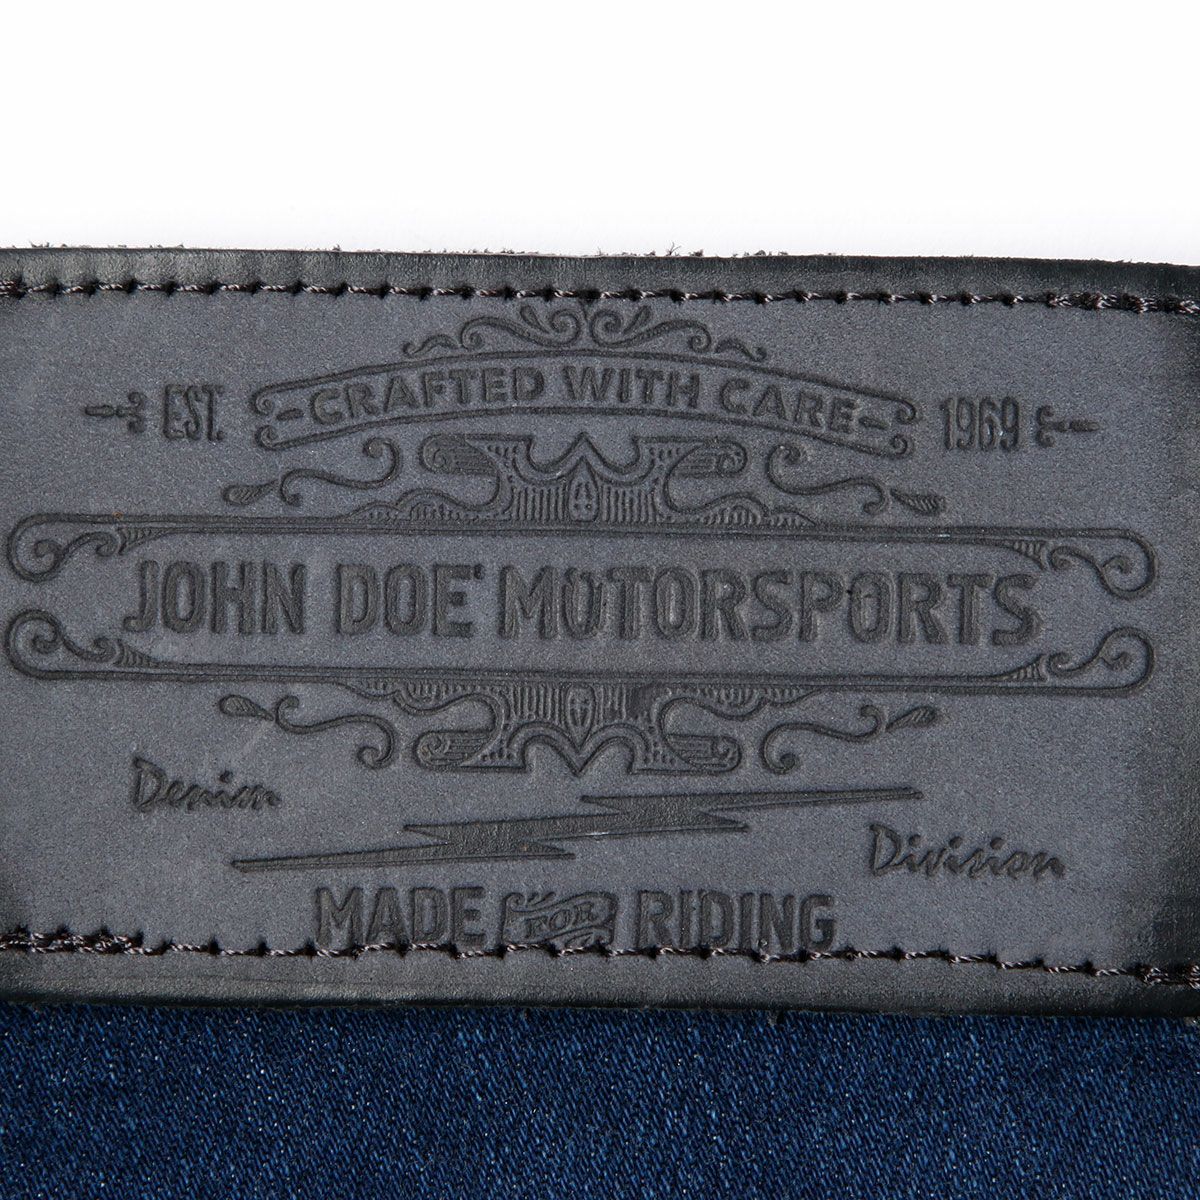 CRAFTED WITH CARE
EST. 1969
JOHN DOE MOTORSPORTS
Denim
Division
MADE FOR RIDING